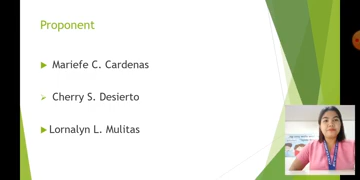 Proponent
Mariefe C. Cardenas
Cherry S. Desierto
Lornalyn L. Mulitas